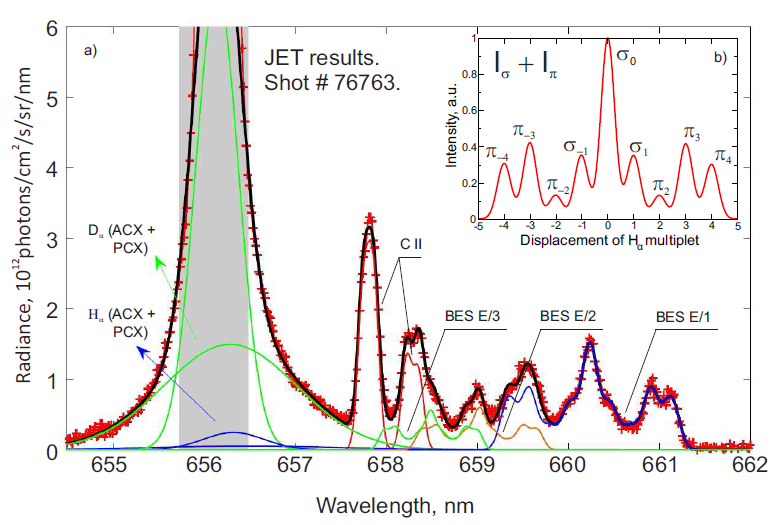 a)
JET results.
Shot # 76763.
Dα (ACX +
PCX)
Hα (ACX +
PCX)
C II
BES E/3
BES E/2
BES E/1
Radiance, 10¹²photons/cm²/s/sr/nm
6
5
4
3
2
1
0
655
656
657
658
659
660
661
662
Wavelength, nm
b)
Iσ + Iπ
σ0
π-4
π-3
π-2
σ-1
σ1
π2
π3
π4
Intensity, a.u.
1
0.8
0.6
0.4
0.2
0
-5
-4
-3
-2
-1
0
1
2
3
4
5
Displacement of Hα multiplet